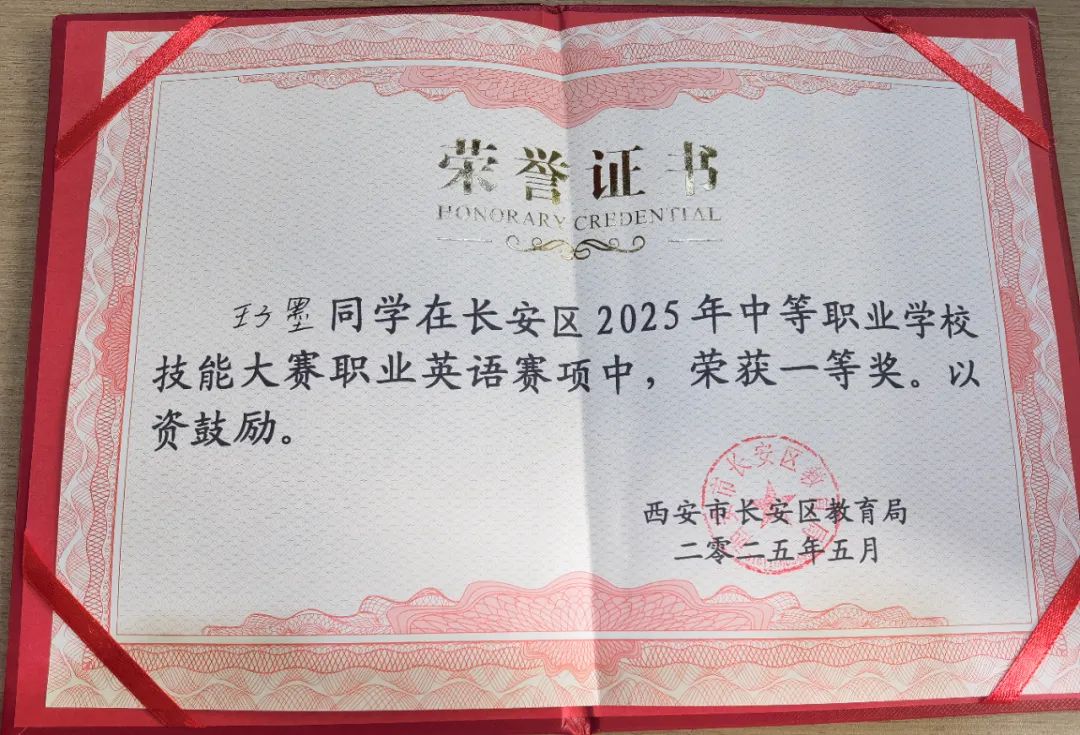 荣誉证书
HONORARY CREDENTIAL
王子墨同学在长安区2025年中等职业学校
技能大赛职业英语赛项中，荣获一等奖。以
资鼓励。
西安市长安区教育局
二零二五年五月